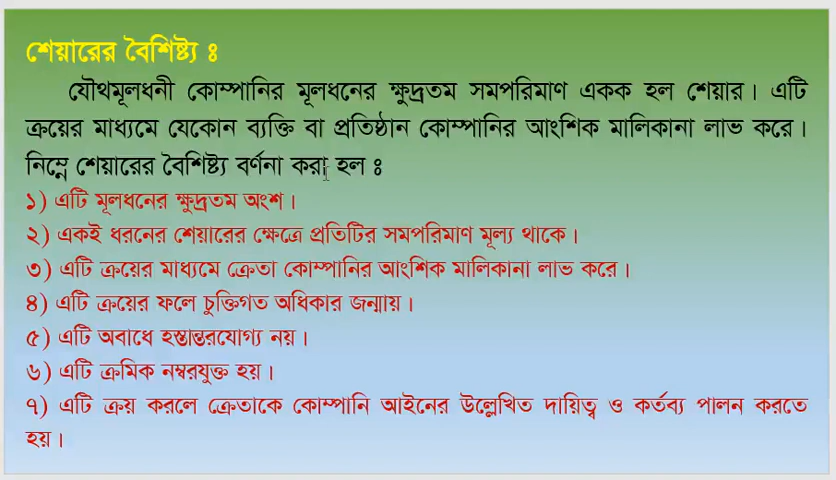 শেয়ারের বৈশিষ্ট্য ঃ
যৌথমূলধনী কোম্পানির মূলধনের ক্ষুদ্রতম সমপরিমাণ একক হল শেয়ার। এটি
ক্রয়ের মাধ্যমে যেকোন ব্যক্তি বা প্রতিষ্ঠান কোম্পানির আংশিক মালিকানা লাভ করে।
নিম্নে শেয়ারের বৈশিষ্ট্য বর্ণনা করা হল ঃ
১) এটি মূলধনের ক্ষুদ্রতম অংশ।
২) একই ধরনের শেয়ারের ক্ষেত্রে প্রতিটির সমপরিমাণ মূল্য থাকে।
৩) এটি ক্রয়ের মাধ্যমে ক্রেতা কোম্পানির আংশিক মালিকানা লাভ করে।
৪) এটি ক্রয়ের ফলে চুক্তিগত অধিকার জন্মায়।
৫) এটি অবাধে হস্তান্তরযোগ্য নয়।
৬) এটি ক্রমিক নম্বরযুক্ত হয়।
৭) এটি ক্রয় করলে ক্রেতাকে কোম্পানি আইনের উল্লেখিত দায়িত্ব ও কর্তব্য পালন করতে
হয়।